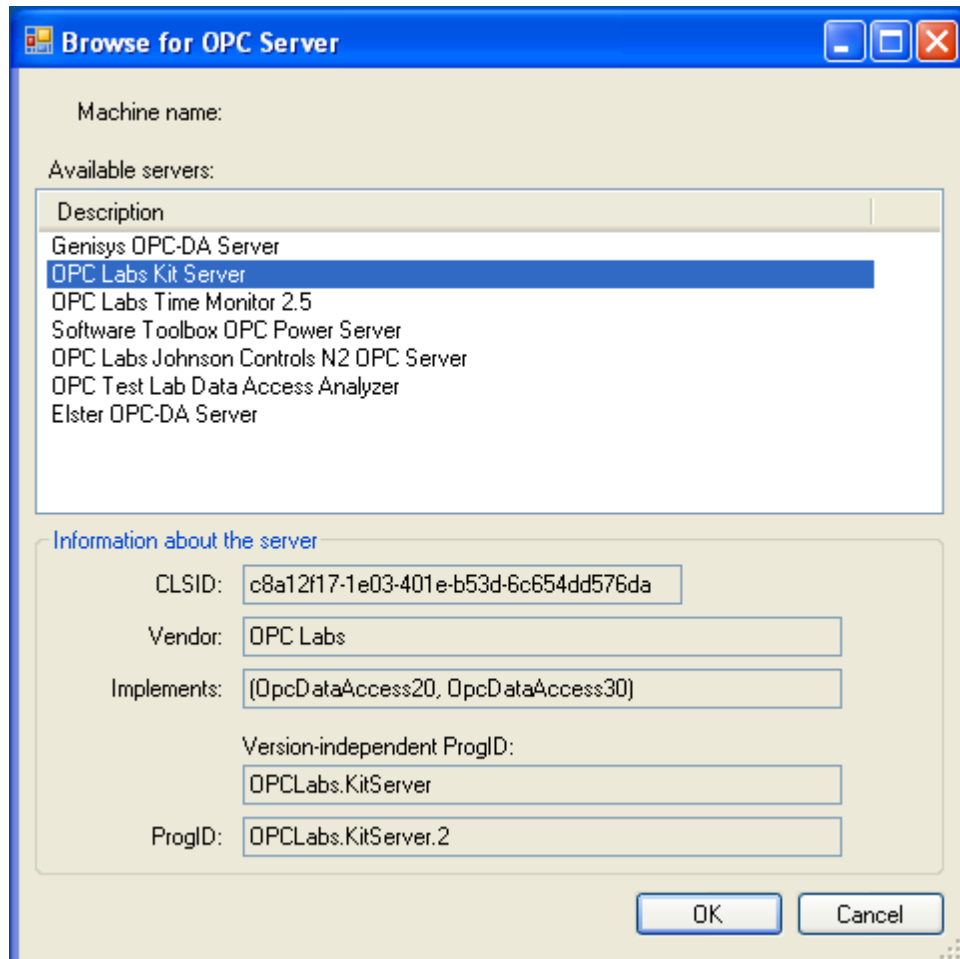 Browse for OPC Server
Machine name:
Available servers:
Description
Genisys OPC-DA Server
OPC Labs Kit Server
OPC Labs Time Monitor 2.5
Software Toolbox OPC Power Server
OPC Labs Johnson Controls N2 OPC Server
OPC Test Lab Data Access Analyzer
Elster OPC-DA Server
Information about the server
CLSID: c8a12f17-1e03-401e-b53d-6c654dd576da
Vendor: OPC Labs
Implements: (OpcDataAccess20, OpcDataAccess30)
Version-independent ProgID:
OPCLabs.KitServer
ProgID: OPCLabs.KitServer.2
OK Cancel